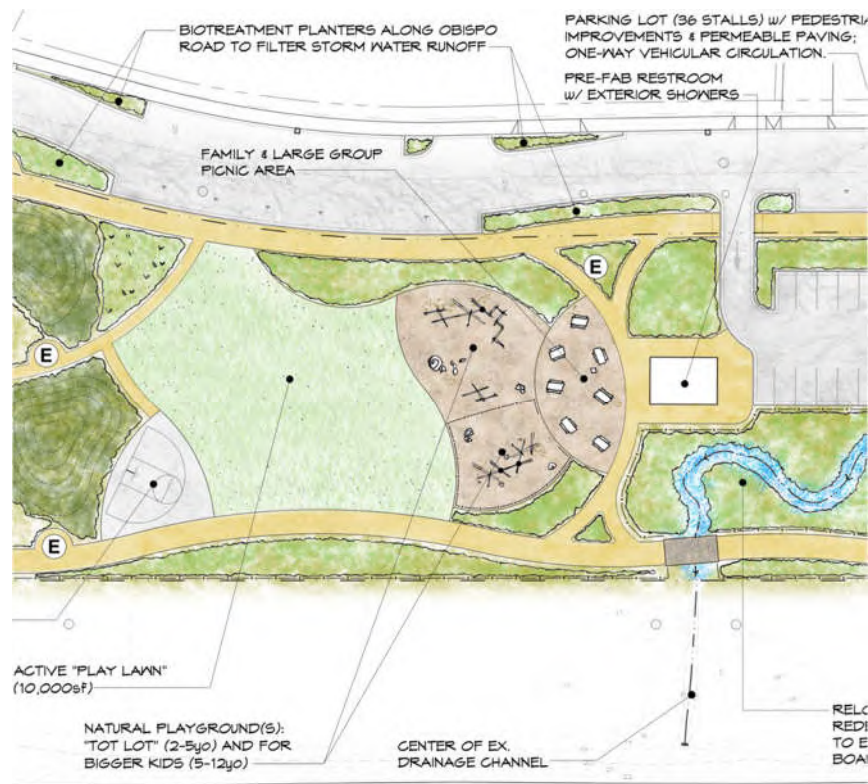 BIOTREATMENT PLANTERS ALONG OBISPO
ROAD TO FILTER STORM WATER RUNOFF
PARKING LOT (36 STALLS) W/ PEDESTRIA
IMPROVEMENTS & PERMEABLE PAVING;
ONE-WAY VEHICULAR CIRCULATION.
PRE-FAB RESTROOM
W/ EXTERIOR SHOWERS
FAMILY & LARGE GROUP
PICNIC AREA
E
E
E
ACTIVE "PLAY LAWN"
(10,000sf)
NATURAL PLAYGROUND(S):
"TOT LOT" (2-5yo) AND FOR
BIGGER KIDS (5-12yo)
CENTER OF EX.
DRAINAGE CHANNEL
RELO
REDI
TO E
BOA